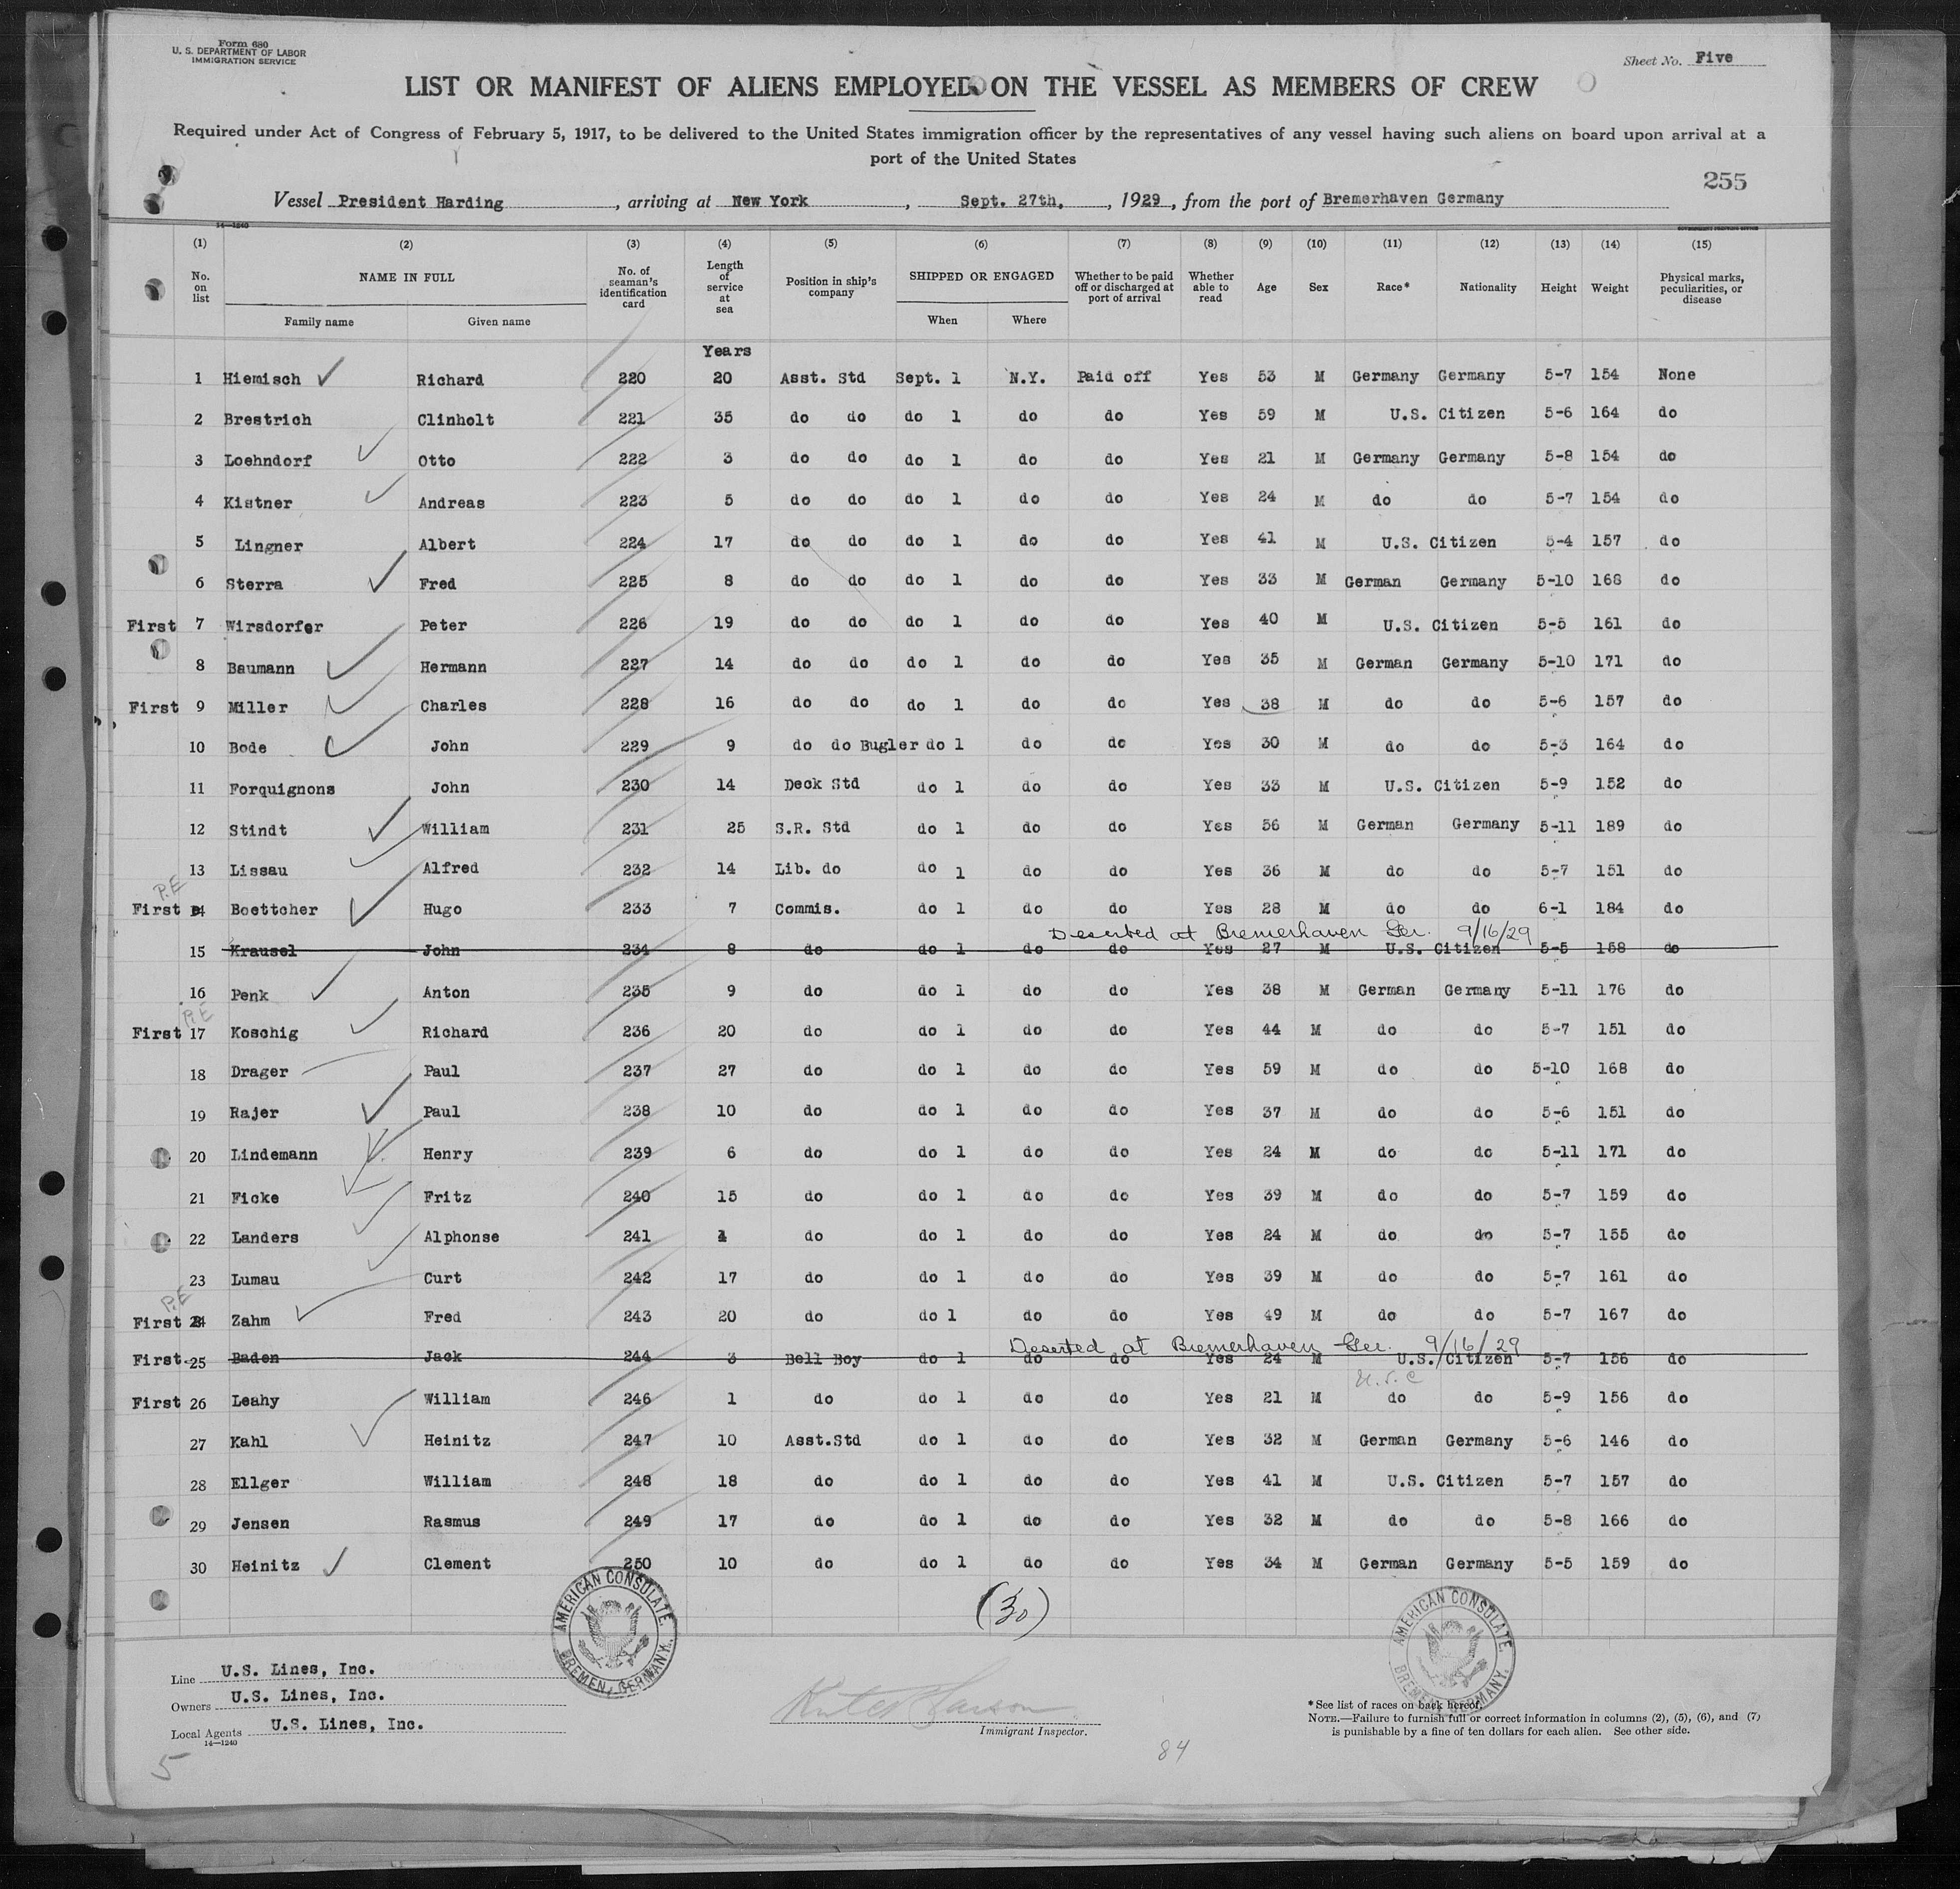 Form 680
U. S. DEPARTMENT OF LABOR
IMMIGRATION SERVICE
Sheet No. Five
LIST OR MANIFEST OF ALIENS EMPLOYED ON THE VESSEL AS MEMBERS OF CREW
Required under Act of Congress of February 5, 1917, to be delivered to the United States immigration officer by the representatives of any vessel having such aliens on board upon arrival at a
port of the United States
255
Vessel President Harding, arriving at New York, Sept. 27th, 1929, from the port of Bremerhaven Germany
14—1240
(1) (2) (3) (4) (5) (6) (7) (8) (9) (10) (11) (12) (13) (14) (15)
No. on list NAME IN FULL Family name Given name No. of seaman's identification card Length of service at sea Position in ship's company SHIPPED OR ENGAGED When Where Whether to be paid off or discharged at port of arrival Whether able to read Age Sex Race* Nationality Height Weight Physical marks, peculiarities, or disease
Years
1 Hiemisch Richard 220 20 Asst. Std Sept. 1 N.Y. Paid off Yes 53 M Germany Germany 5-7 154 None
2 Brestrich Clinholt 221 35 do do do 1 do do Yes 59 M U.S. Citizen 5-6 164 do
3 Loehndorf Otto 222 3 do do do 1 do do Yes 21 M Germany Germany 5-8 154 do
4 Kistner Andreas 223 5 do do do 1 do do Yes 24 M do do 5-7 154 do
5 Lingner Albert 224 17 do do do 1 do do Yes 41 M U.S. Citizen 5-4 157 do
6 Sterra Fred 225 8 do do do 1 do do Yes 33 M German Germany 5-10 168 do
First 7 Wirsdorfer Peter 226 19 do do do 1 do do Yes 40 M U.S. Citizen 5-5 161 do
8 Baumann Hermann 227 14 do do do 1 do do Yes 35 M German Germany 5-10 171 do
First 9 Miller Charles 228 16 do do do 1 do do Yes 38 M do do 5-6 157 do
10 Bode John 229 9 do do Bugler do 1 do do Yes 30 M do do 5-3 164 do
11 Forquignons John 230 14 Deck Std do 1 do do Yes 33 M U.S. Citizen 5-9 152 do
12 Stindt William 231 25 S.R. Std do 1 do do Yes 56 M German Germany 5-11 189 do
13 Lissau Alfred 232 14 Lib. do do 1 do do Yes 36 M do do 5-7 151 do
P.E
First 14 Boettcher Hugo 233 7 Commis. do 1 do do Yes 28 M do do 6-1 184 do
Deserted at Bremerhaven Ger. 9/16/29
15 Krausel John 234 8 do do 1 do do Yes 27 M U.S. Citizen 5-5 158 do
16 Penk Anton 235 9 do do 1 do do Yes 38 M German Germany 5-11 176 do
P.E
First 17 Koschig Richard 236 20 do do 1 do do Yes 44 M do do 5-7 151 do
18 Drager Paul 237 27 do do 1 do do Yes 59 M do do 5-10 168 do
19 Rajer Paul 238 10 do do 1 do do Yes 37 M do do 5-6 151 do
20 Lindemann Henry 239 6 do do 1 do do Yes 24 M do do 5-11 171 do
21 Ficke Fritz 240 15 do do 1 do do Yes 39 M do do 5-7 159 do
22 Landers Alphonse 241 do do 1 do do Yes 24 M do do 5-7 155 do
23 Lumau Curt 242 17 do do 1 do do Yes 39 M do do 5-7 161 do
P.E
First 24 Zahm Fred 243 20 do do 1 do do Yes 49 M do do 5-7 167 do
Deserted at Bremerhaven Ger. 9/16/29
First. 25 Baden Jack 244 3 Bell Boy do 1 do do Yes 24 M U.S. Citizen 5-7 156 do
U.S.C
First 26 Leahy William 246 1 do do 1 do do Yes 21 M do do 5-9 156 do
27 Kahl Heinitz 247 10 Asst.Std do 1 do do Yes 32 M German Germany 5-6 146 do
28 Ellger William 248 18 do do 1 do do Yes 41 M U.S. Citizen 5-7 157 do
29 Jensen Rasmus 249 17 do do 1 do do Yes 32 M do do 5-8 166 do
30 Heinitz Clement 250 10 do do 1 do do Yes 34 M German Germany 5-5 159 do
(30)
AMERICAN CONSULATE. BREMEN, GERMANY.
AMERICAN CONSULATE BREMEN, GERMANY.
Line U.S. Lines, Inc.
Owners U.S. Lines, Inc.
Local Agents U.S. Lines, Inc.
14—1240
Immigrant Inspector.
*See list of races on back hereof.
NOTE.—Failure to furnish full or correct information in columns (2), (5), (6), and (7)
is punishable by a fine of ten dollars for each alien. See other side.
5
84